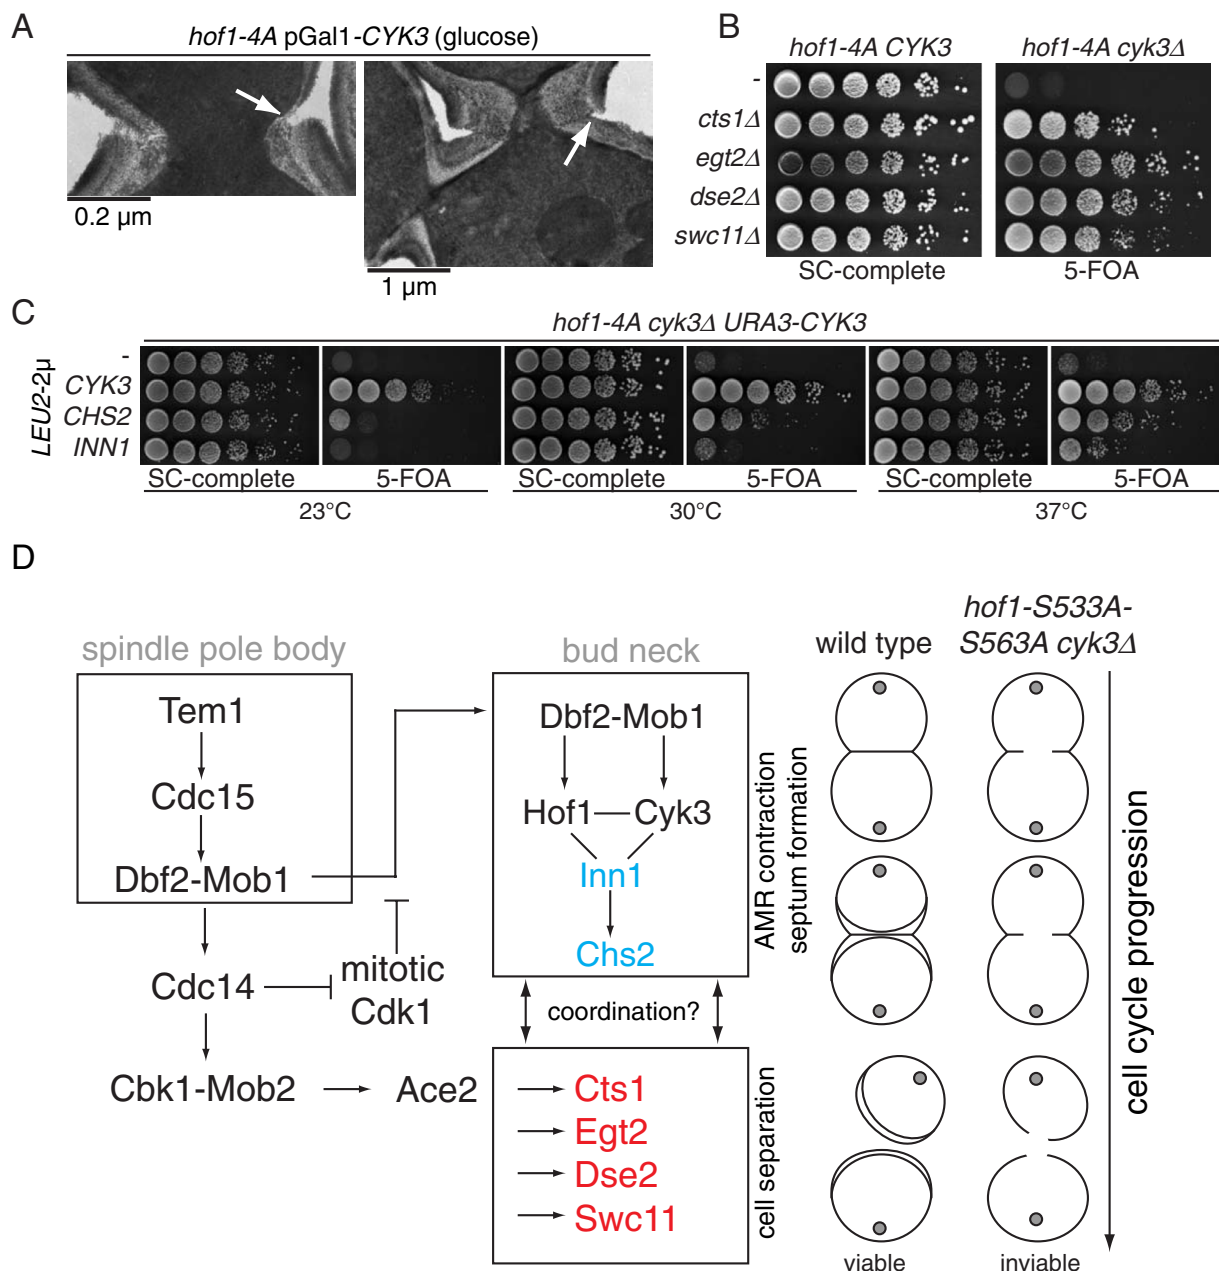 A
hof1-4A pGal1-CYK3 (glucose)
0.2 µm
1 µm
B
hof1-4A CYK3
hof1-4A cyk3Δ
-
cts1Δ
egt2Δ
dse2Δ
swc11Δ
SC-complete
5-FOA
C
hof1-4A cyk3Δ URA3-CYK3
LEU2-2µ
-
CYK3
CHS2
INN1
SC-complete
5-FOA
SC-complete
5-FOA
SC-complete
5-FOA
23°C
30°C
37°C
D
spindle pole body
Tem1
Cdc15
Dbf2-Mob1
Cdc14
mitotic
Cdk1
Cbk1-Mob2
Ace2
bud neck
Dbf2-Mob1
Hof1
Cyk3
Inn1
Chs2
coordination?
Cts1
Egt2
Dse2
Swc11
AMR contraction
septum formation
cell separation
wild type
hof1-S533A-
S563A cyk3Δ
viable
inviable
cell cycle progression